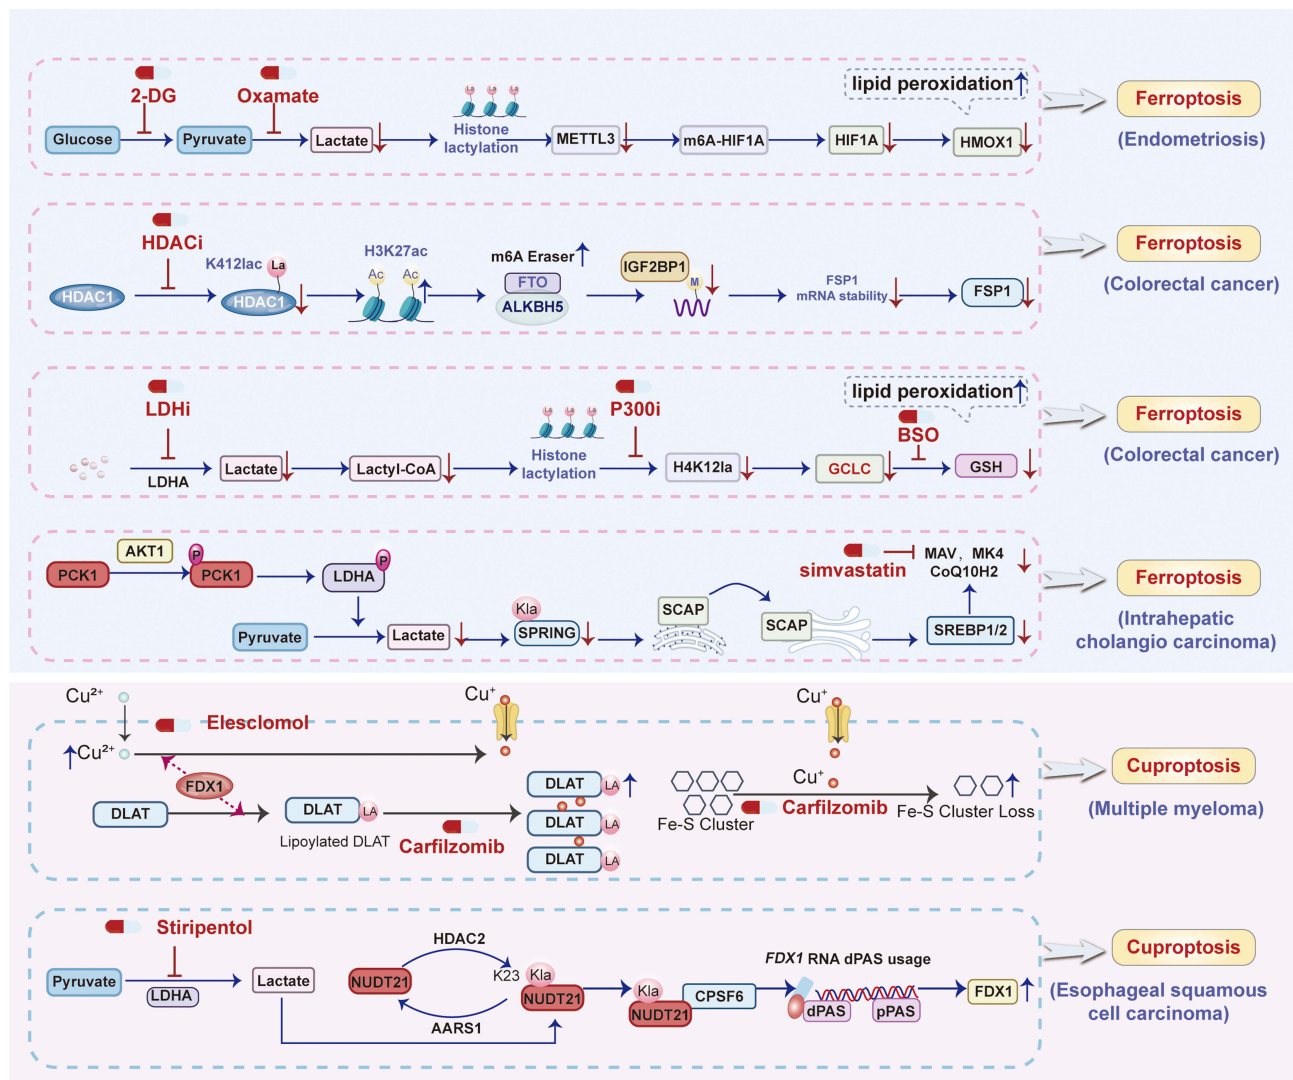 2-DG
Oxamate
lipid peroxidation
Glucose
Pyruvate
Lactate
La
La
La
Histone
lactylation
METTL3
m6A-HIF1A
HIF1A
HMOX1
Ferroptosis
(Endometriosis)
HDACi
K412lac
La
H3K27ac
Ac
Ac
m6A Eraser
FTO
ALKBH5
IGF2BP1
M
HDAC1
HDAC1
FSP1
mRNA stability
FSP1
Ferroptosis
(Colorectal cancer)
LDHi
P300i
lipid peroxidation
BSO
La
La
La
LDHA
Lactate
Lactyl-CoA
Histone
lactylation
H4K12la
GCLC
GSH
Ferroptosis
(Colorectal cancer)
AKT1
PCK1
P
PCK1
P
LDHA
simvastatin
MAV, MK4
CoQ10H2
Pyruvate
Lactate
Kla
SPRING
SCAP
SCAP
SREBP1/2
Ferroptosis
(Intrahepatic
cholangio carcinoma)
Cu²⁺
Elesclomol
Cu⁺
Cu⁺
Cu²⁺
FDX1
DLAT
DLAT
LA
Lipoylated DLAT
Carfilzomib
DLAT
LA
DLAT
LA
DLAT
LA
Fe-S Cluster
Cu⁺
Carfilzomib
Fe-S Cluster Loss
Cuproptosis
(Multiple myeloma)
Stiripentol
Pyruvate
LDHA
Lactate
HDAC2
NUDT21
AARS1
K23
Kla
NUDT21
Kla
NUDT21
CPSF6
FDX1 RNA dPAS usage
dPAS
pPAS
FDX1
Cuproptosis
(Esophageal squamous
cell carcinoma)